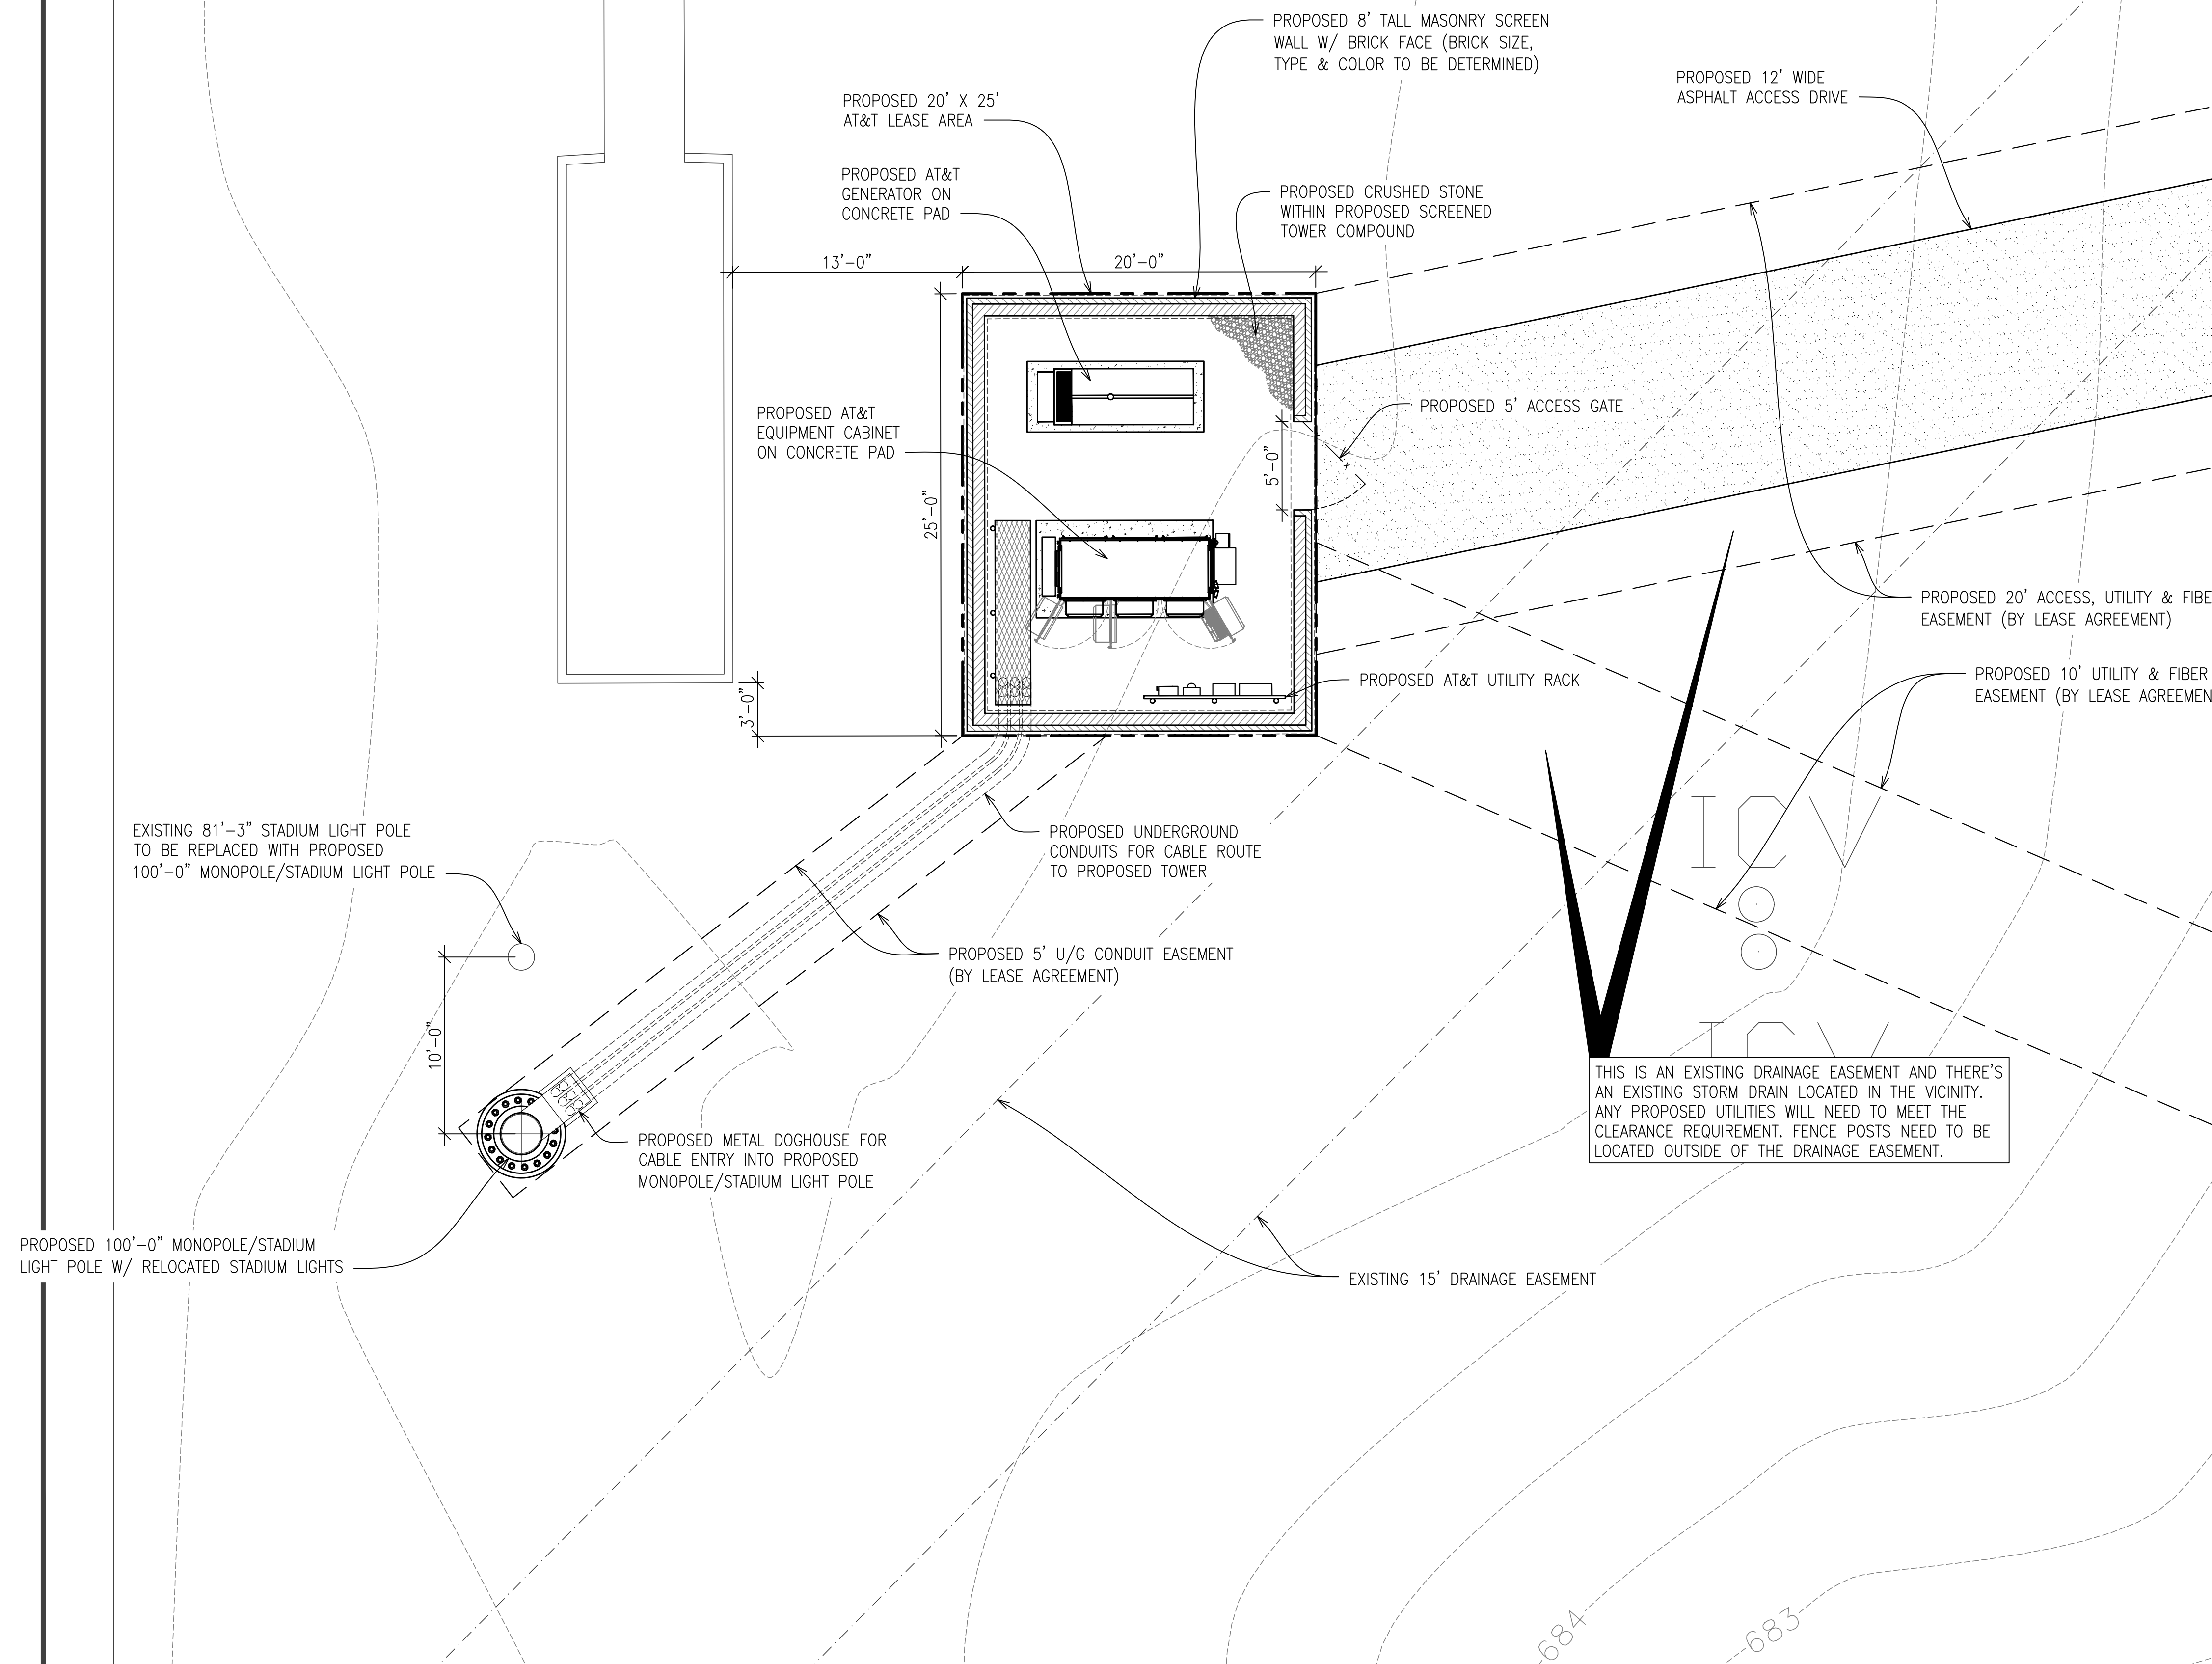 PROPOSED 8' TALL MASONRY SCREEN
WALL W/ BRICK FACE (BRICK SIZE,
TYPE & COLOR TO BE DETERMINED)
PROPOSED 12' WIDE
ASPHALT ACCESS DRIVE
PROPOSED 20' X 25'
AT&T LEASE AREA
PROPOSED AT&T
GENERATOR ON
CONCRETE PAD
PROPOSED CRUSHED STONE
WITHIN PROPOSED SCREENED
TOWER COMPOUND
13'-0"
20'-0"
PROPOSED AT&T
EQUIPMENT CABINET
ON CONCRETE PAD
PROPOSED 5' ACCESS GATE
5'-0"
25'-0"
PROPOSED 20' ACCESS, UTILITY & FIBE
EASEMENT (BY LEASE AGREEMENT)
PROPOSED 10' UTILITY & FIBER
EASEMENT (BY LEASE AGREEMEN
PROPOSED AT&T UTILITY RACK
3'-0"
EXISTING 81'-3" STADIUM LIGHT POLE
TO BE REPLACED WITH PROPOSED
100'-0" MONOPOLE/STADIUM LIGHT POLE
PROPOSED UNDERGROUND
CONDUITS FOR CABLE ROUTE
TO PROPOSED TOWER
ICV
PROPOSED 5' U/G CONDUIT EASEMENT
(BY LEASE AGREEMENT)
10'-0"
ICV
THIS IS AN EXISTING DRAINAGE EASEMENT AND THERE'S
AN EXISTING STORM DRAIN LOCATED IN THE VICINITY.
ANY PROPOSED UTILITIES WILL NEED TO MEET THE
CLEARANCE REQUIREMENT. FENCE POSTS NEED TO BE
LOCATED OUTSIDE OF THE DRAINAGE EASEMENT.
PROPOSED METAL DOGHOUSE FOR
CABLE ENTRY INTO PROPOSED
MONOPOLE/STADIUM LIGHT POLE
PROPOSED 100'-0" MONOPOLE/STADIUM
LIGHT POLE W/ RELOCATED STADIUM LIGHTS
EXISTING 15' DRAINAGE EASEMENT
684
683